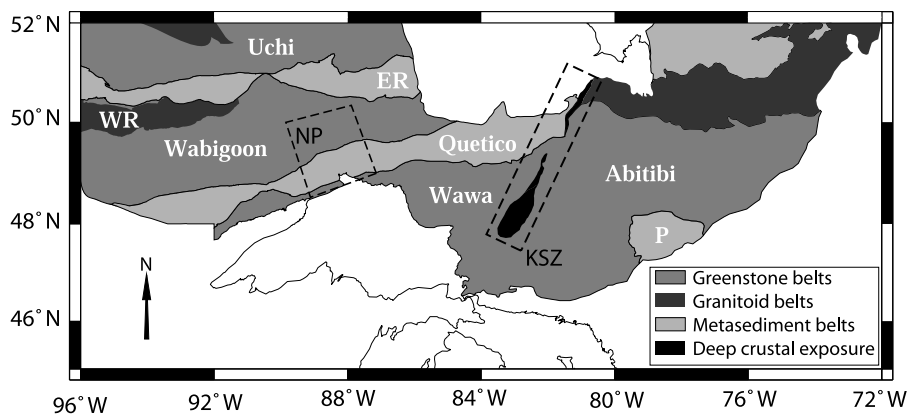 52°N
Uchi
ER
50°N
WR
NP
Wabigoon
Quetico
Abitibi
Wawa
48°N
P
KSZ
N
Greenstone belts
Granitoid belts
46°N
Metasediment belts
Deep crustal exposure
96°W 92°W 88°W 84°W 80°W 76°W 72°W